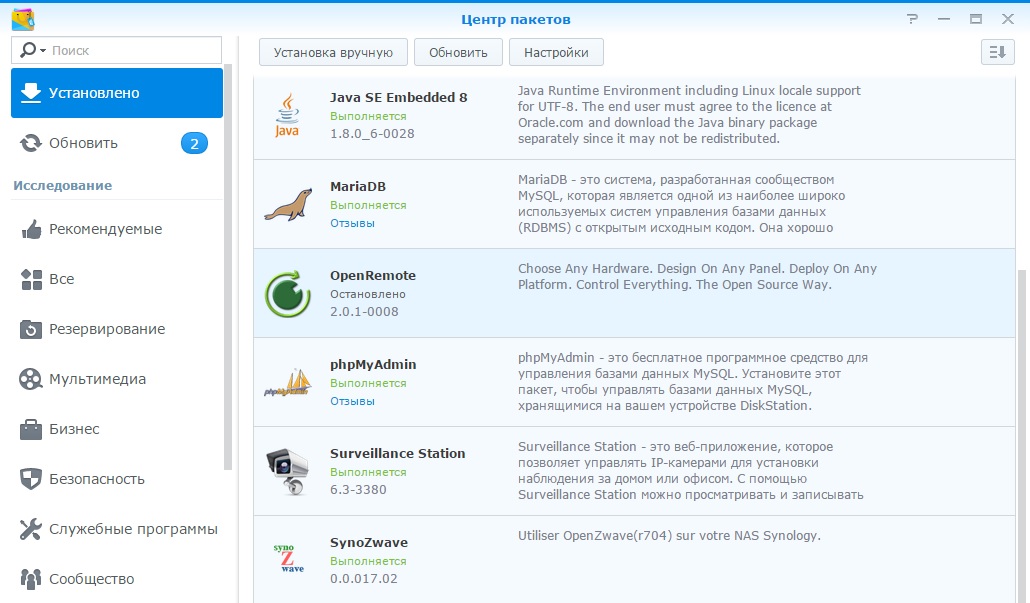 Центр пакетов
Поиск
Установлено
Обновить
2
Исследование
Рекомендуемые
Все
Резервирование
Мультимедиа
Бизнес
Безопасность
Служебные программы
Сообщество
Установка вручную
Обновить
Настройки
Java
Java SE Embedded 8
Выполняется
1.8.0_6-0028
Java Runtime Environment including Linux locale support
for UTF-8. The end user must agree to the licence at
Oracle.com and download the Java binary package
separately since it may not be redistributed.
MariaDB
Выполняется
Отзывы
MariaDB - это система, разработанная сообществом
MySQL, которая является одной из наиболее широко
используемых систем управления базами данных
(RDBMS) с открытым исходным кодом. Она хорошо
OpenRemote
Остановлено
2.0.1-0008
Choose Any Hardware. Design On Any Panel. Deploy On Any
Platform. Control Everything. The Open Source Way.
phpMyAdmin
phpMyAdmin
Выполняется
Отзывы
phpMyAdmin - это бесплатное программное средство для
управления базами данных MySQL. Установите этот
пакет, чтобы управлять базами данных MySQL,
хранящимися на вашем устройстве DiskStation.
Surveillance Station
Выполняется
6.3-3380
Surveillance Station - это веб-приложение, которое
позволяет управлять IP-камерами для установки
наблюдения за домом или офисом. С помощью
Surveillance Station можно просматривать и записывать
syno
Z
wave
SynoZwave
Выполняется
0.0.017.02
Utiliser OpenZwave(r704) sur votre NAS Synology.